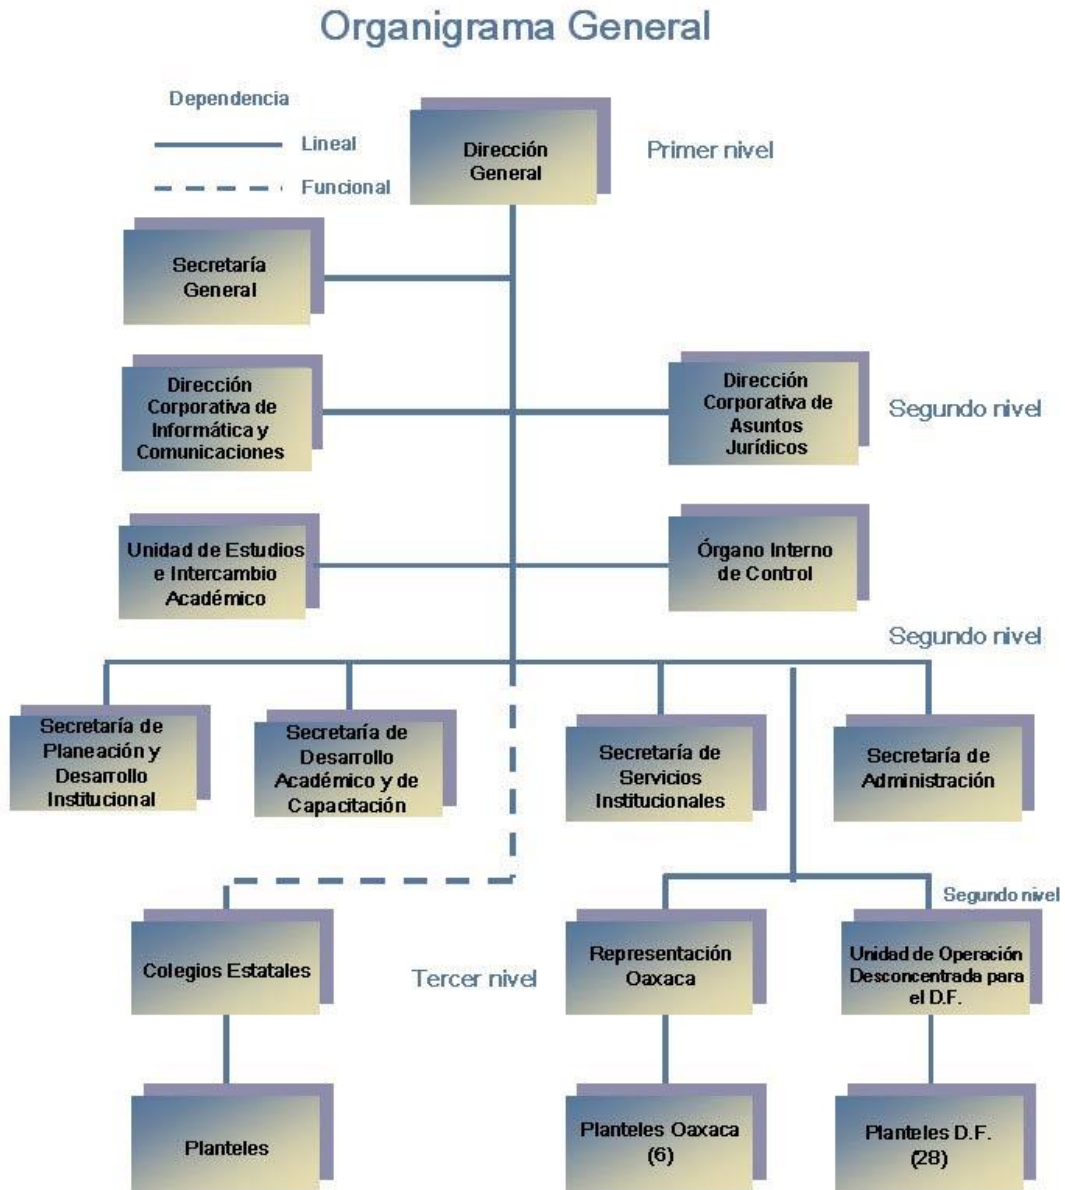 Organigrama General
Dependencia
Lineal
Funcional
Dirección
General
Primer nivel
Secretaría
General
Dirección
Corporativa de
Informática y
Comunicaciones
Dirección
Corporativa de
Asuntos
Jurídicos
Segundo nivel
Unidad de Estudios
e Intercambio
Académico
Órgano Interno
de Control
Segundo nivel
Secretaría de
Planeación y
Desarrollo
Institucional
Secretaría de
Desarrollo
Académico y de
Capacitación
Secretaría de
Servicios
Institucionales
Secretaría de
Administración
Segundo nivel
Colegios Estatales
Tercer nivel
Representación
Oaxaca
Unidad de Operación
Desconcentrada para
el D.F.
Planteles
Planteles Oaxaca
(6)
Planteles D.F.
(28)